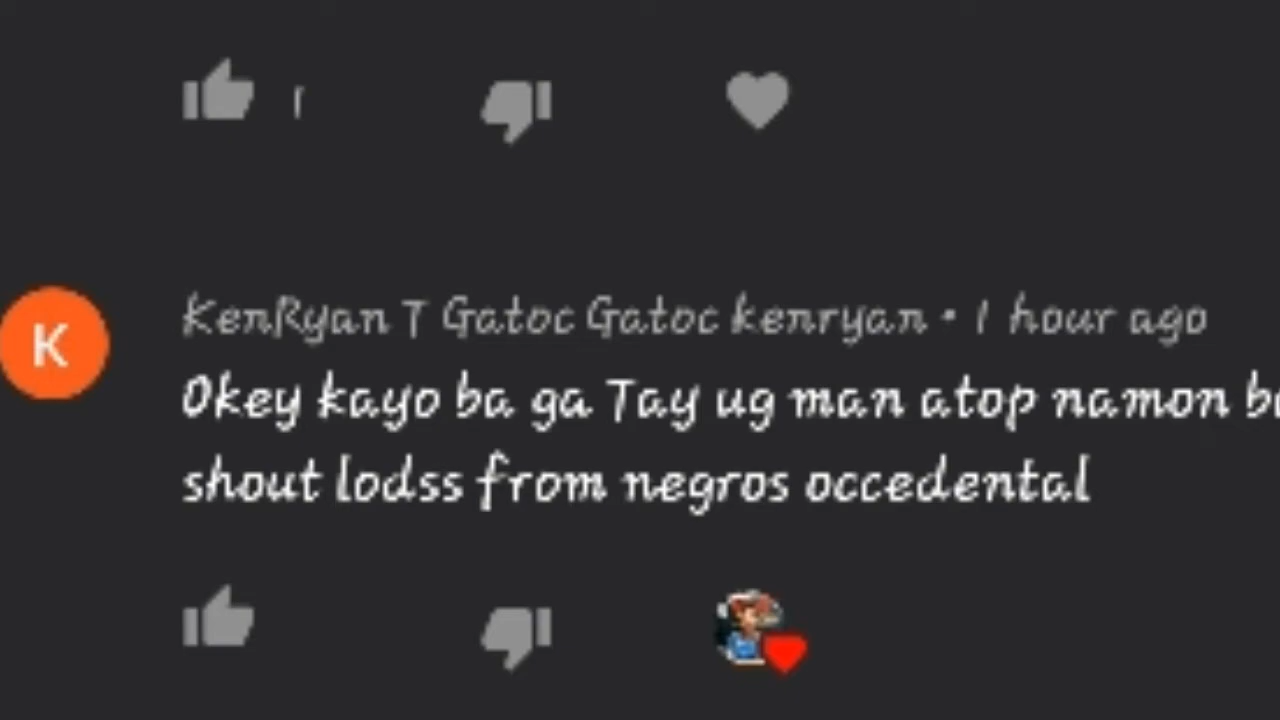 1
K
KenRyan T Gatoc Gatoc kenryan • 1 hour ago
Okey kayo ba ga Tay ug man atop namon
shout lodss from negros occedental